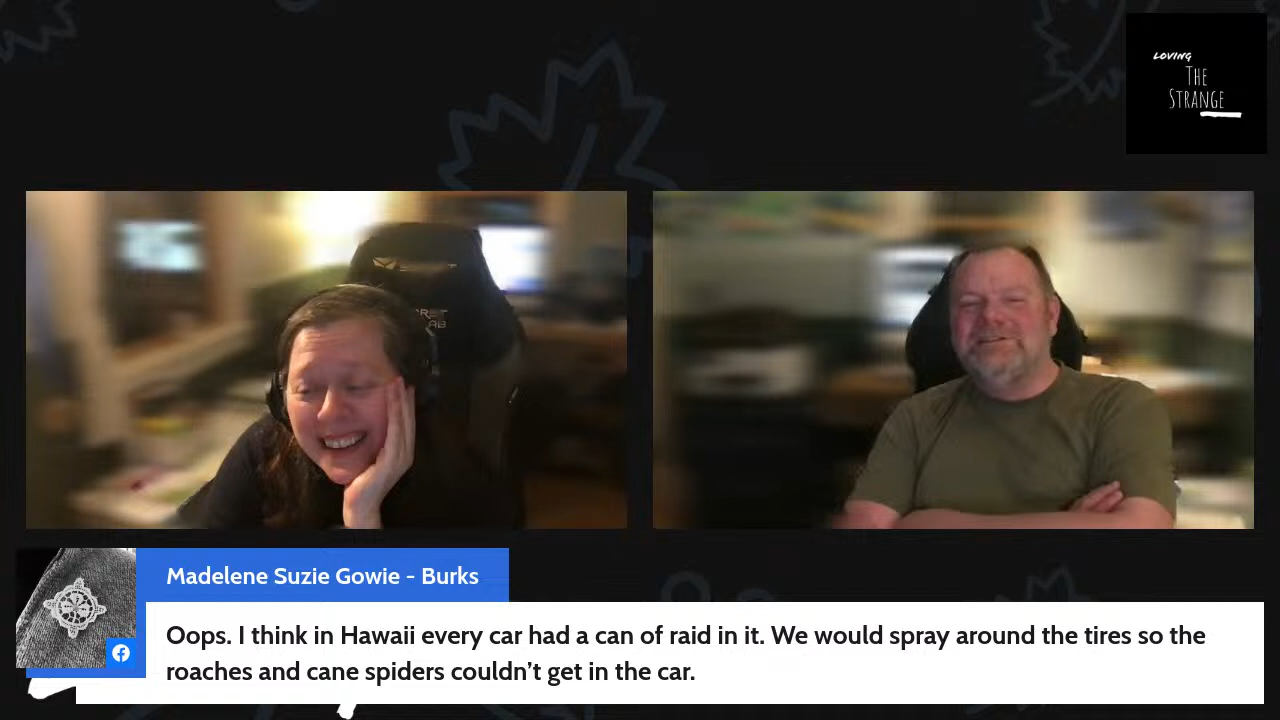 LOVING
THE
STRANGE
Madelene Suzie Gowie - Burks
Oops. I think in Hawaii every car had a can of raid in it. We would spray around the tires so the
roaches and cane spiders couldn’t get in the car.